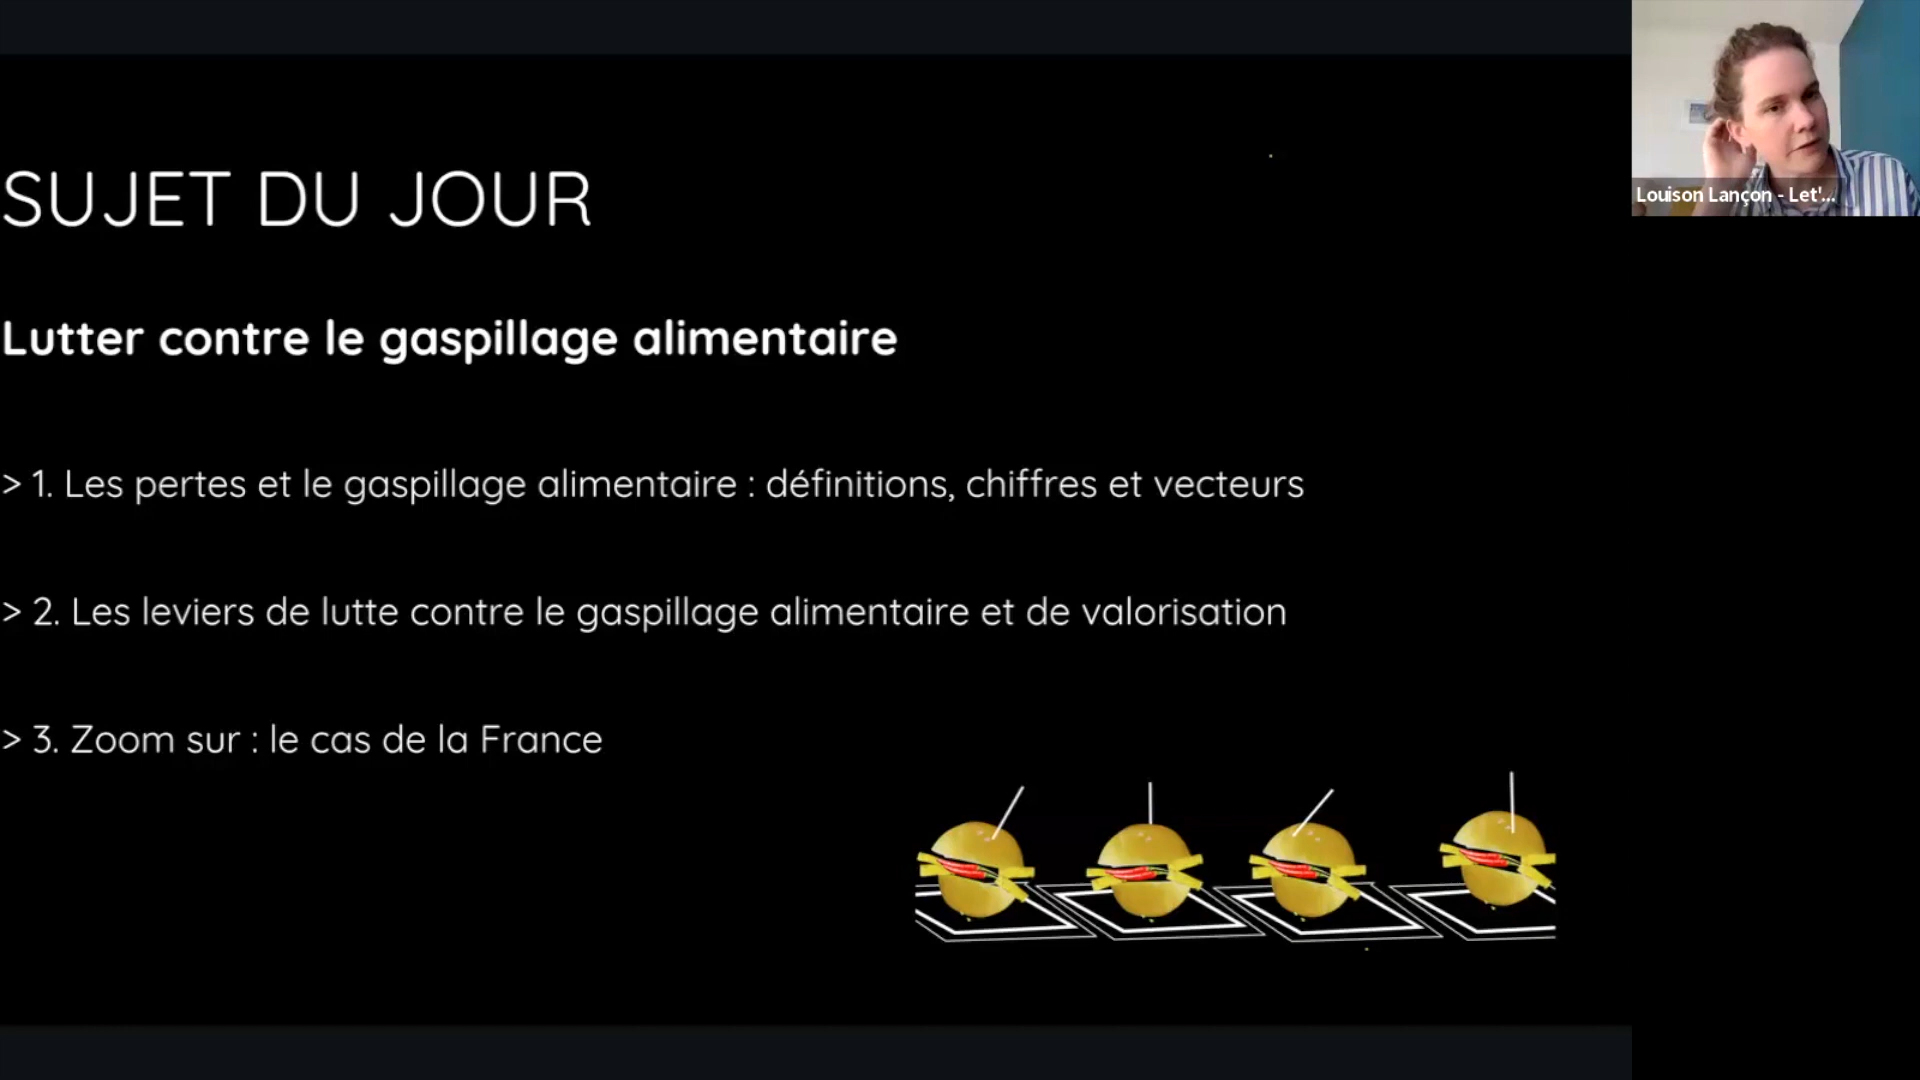 SUJET DU JOUR
Lutter contre le gaspillage alimentaire
> 1. Les pertes et le gaspillage alimentaire : définitions, chiffres et vecteurs
> 2. Les leviers de lutte contre le gaspillage alimentaire et de valorisation
> 3. Zoom sur : le cas de la France
Louison Lançon - Let'...